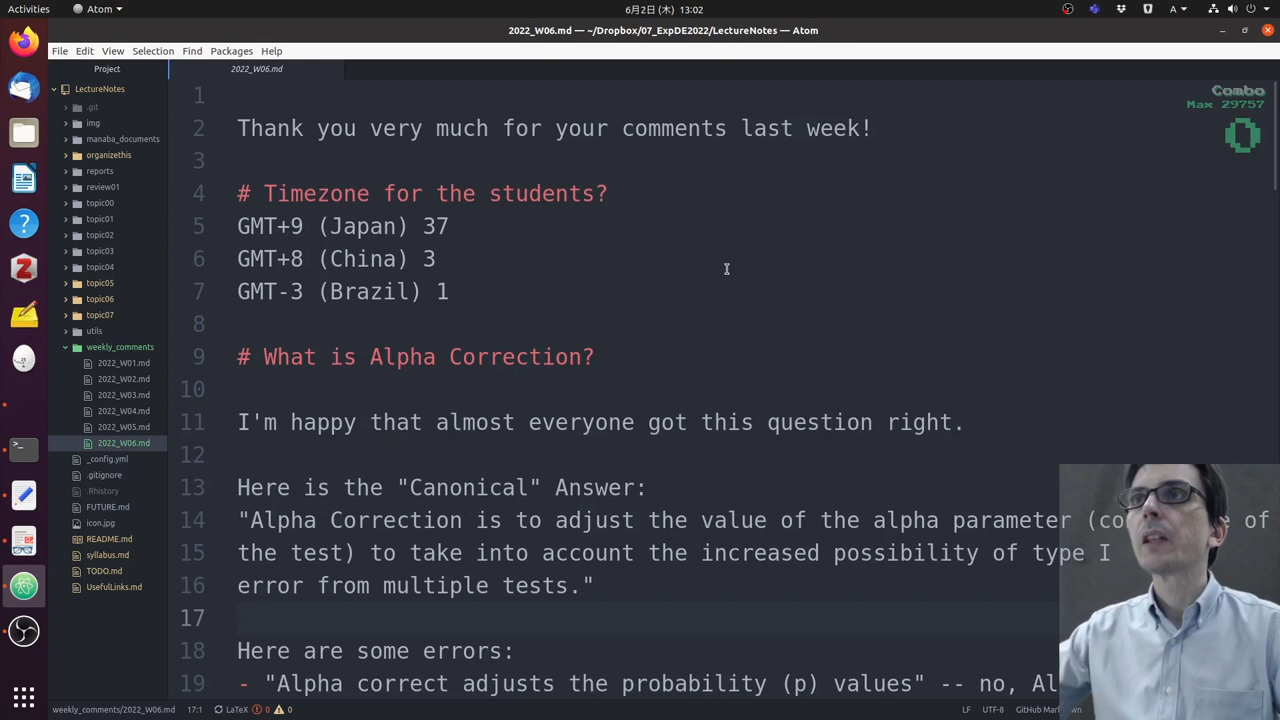 Activities
Atom
6月2日 (木) 13:02
A
2022_W06.md — ~/Dropbox/07_ExpDE2022/LectureNotes — Atom
File Edit View Selection Find Packages Help
Project
2022_W06.md
LectureNotes
.git
img
manaba_documents
organizethis
reports
review01
topic00
topic01
topic02
topic03
topic04
topic05
topic06
topic07
utils
weekly_comments
2022_W01.md
2022_W02.md
2022_W03.md
2022_W04.md
2022_W05.md
2022_W06.md
_config.yml
.gitignore
.Rhistory
FUTURE.md
icon.jpg
README.md
syllabus.md
TODO.md
UsefulLinks.md
Combo
Max 29757
0
1
2 Thank you very much for your comments last week!
3
4 # Timezone for the students?
5 GMT+9 (Japan) 37
6 GMT+8 (China) 3
7 GMT-3 (Brazil) 1
8
9 # What is Alpha Correction?
10
11 I'm happy that almost everyone got this question right.
12
13 Here is the "Canonical" Answer:
14 "Alpha Correction is to adjust the value of the alpha parameter (co e of
15 the test) to take into account the increased possibility of type I
16 error from multiple tests."
17
18 Here are some errors:
19 - "Alpha correct adjusts the probability (p) values" -- no, Al
weekly_comments/2022_W06.md 17:1 LaTeX 0 0
LF UTF-8 GitHub Mark